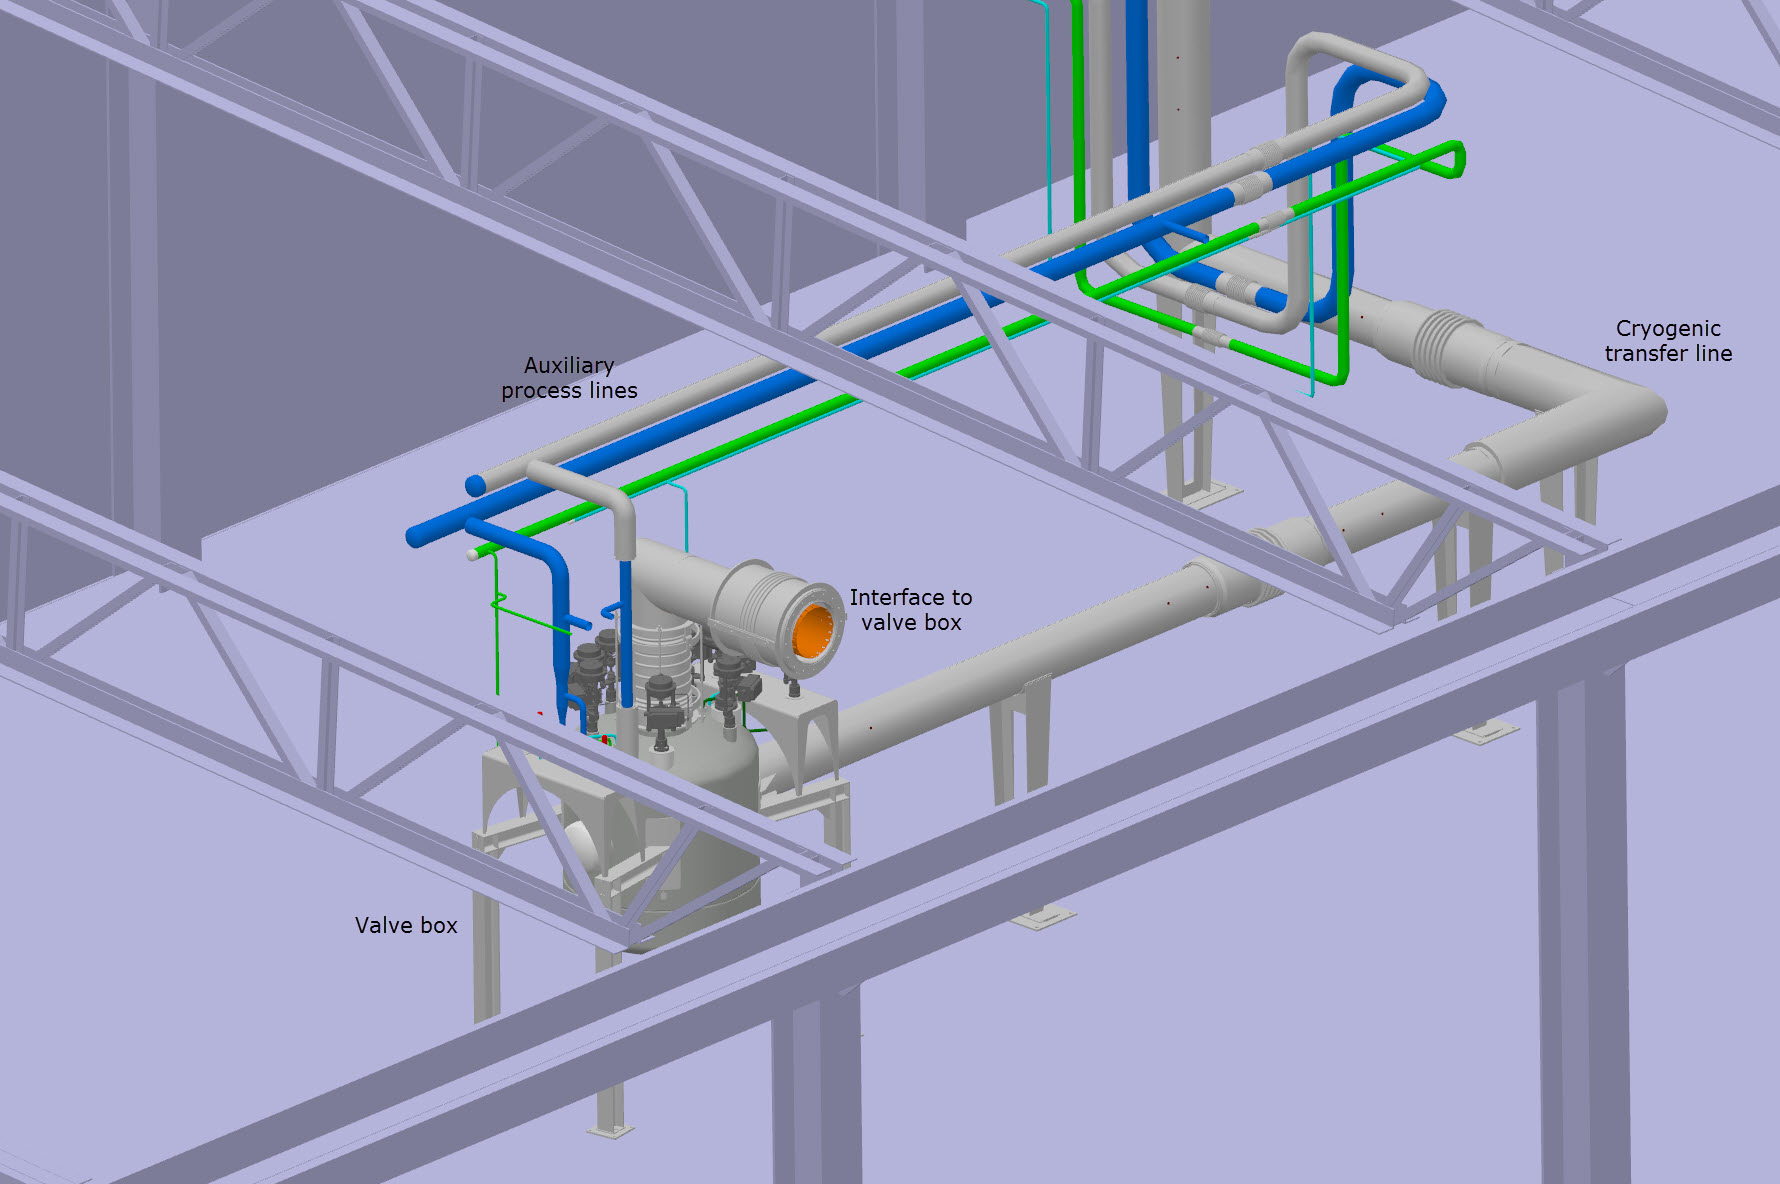 Cryogenic
transfer line
Auxiliary
process lines
Interface to
valve box
Valve box